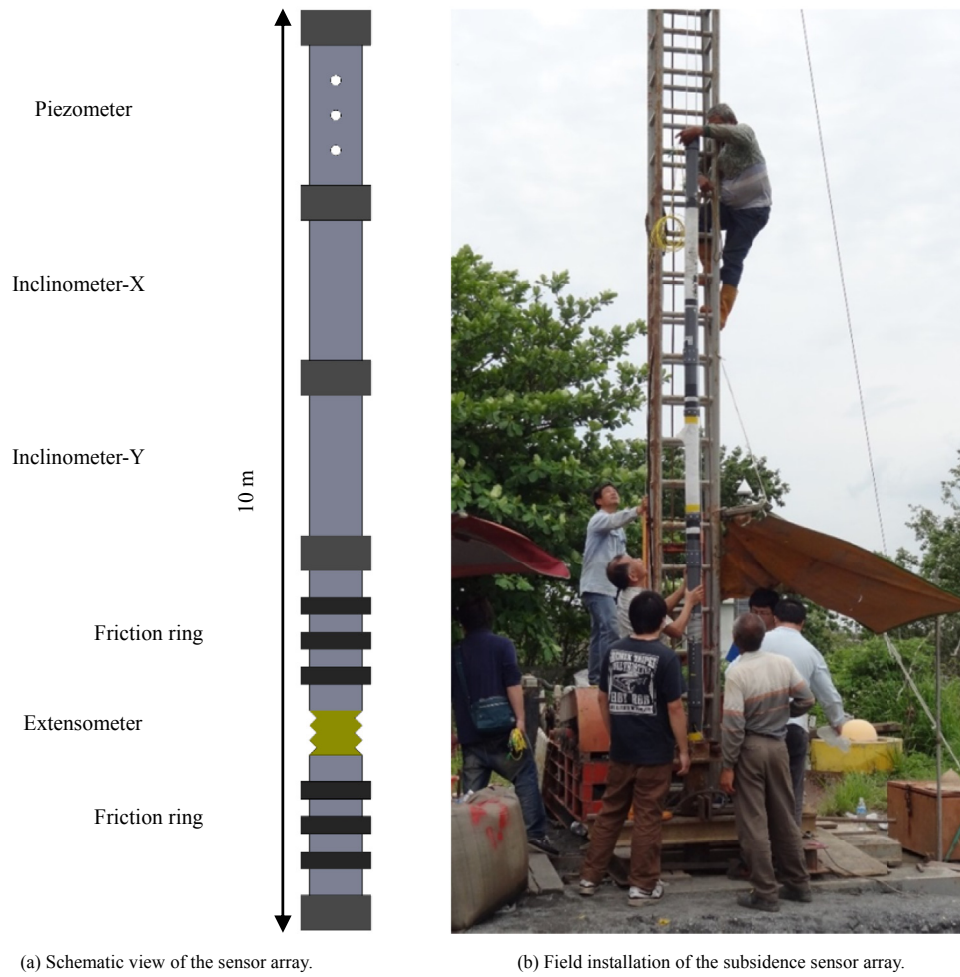 Piezometer
Inclinometer-X
Inclinometer-Y
10 m
Friction ring
Extensometer
Friction ring
(a) Schematic view of the sensor array.
(b) Field installation of the subsidence sensor array.